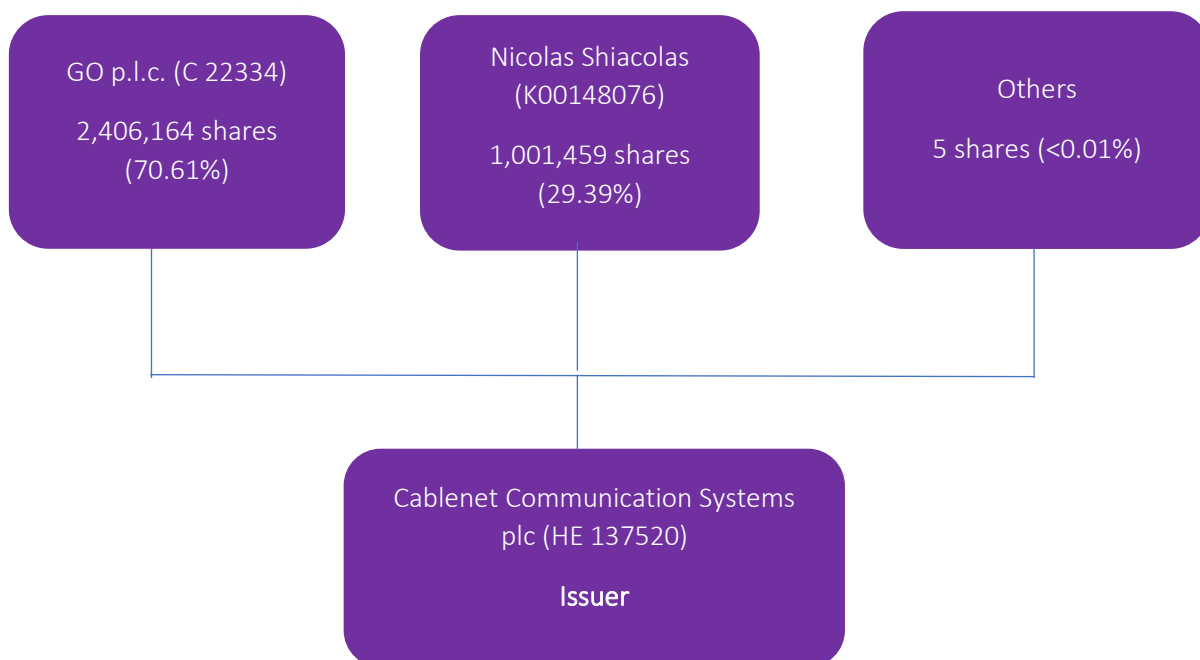 GO p.l.c. (C 22334)
2,406,164 shares
(70.61%)
Nicolas Shiacolas
(K00148076)
1,001,459 shares
(29.39%)
Others
5 shares (<0.01%)
Cablenet Communication Systems
plc (HE 137520)
Issuer